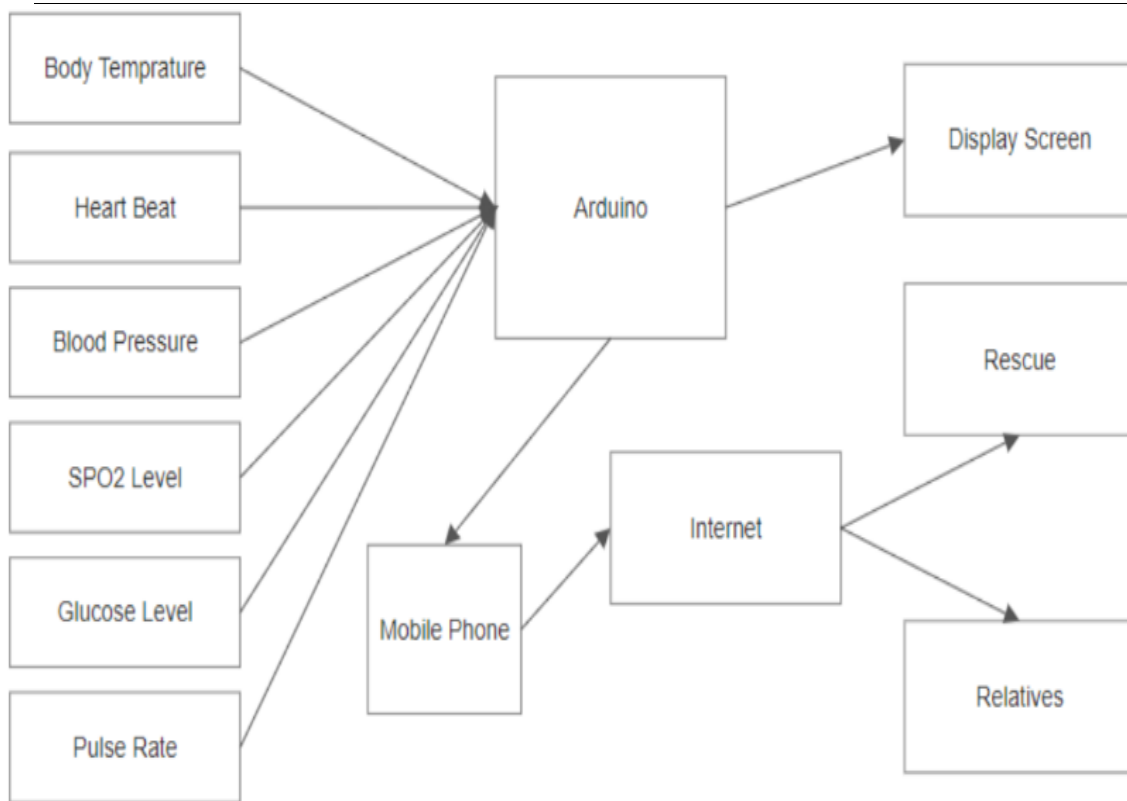 Body Temprature
Heart Beat
Blood Pressure
SPO2 Level
Glucose Level
Pulse Rate
Arduino
Mobile Phone
Internet
Display Screen
Rescue
Relatives